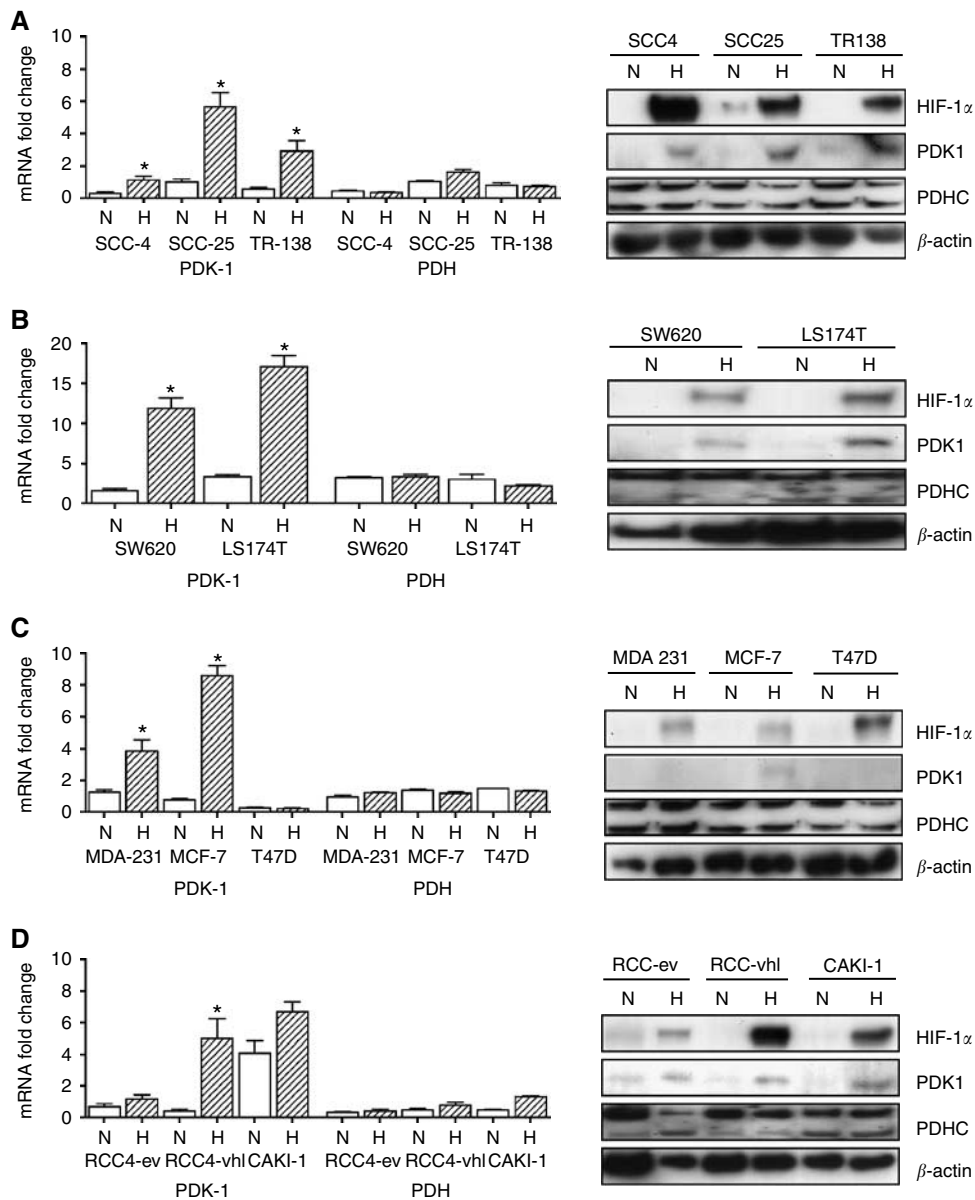 A
mRNA fold change
10
8
6
4
2
0
* * *
N H N H N H N H N H N H
SCC-4 SCC-25 TR-138 SCC-4 SCC-25 TR-138
PDK-1 PDH
SCC4 SCC25 TR138
N H N H N H
HIF-1α
PDK1
PDHC
β-actin
B
mRNA fold change
20
15
10
5
0
* *
N H N H N H N H
SW620 LS174T SW620 LS174T
PDK-1 PDH
SW620 LS174T
N H N H
HIF-1α
PDK1
PDHC
β-actin
C
mRNA fold change
10
8
6
4
2
0
* *
N H N H N H N H N H N H
MDA-231 MCF-7 T47D MDA-231 MCF-7 T47D
PDK-1 PDH
MDA 231 MCF-7 T47D
N H N H N H
HIF-1α
PDK1
PDHC
β-actin
D
mRNA fold change
10
8
6
4
2
0
*
N H N H N H N H N H N H
RCC4-ev RCC4-vhl CAKI-1 RCC4-ev RCC4-vhl CAKI-1
PDK-1 PDH
RCC-ev RCC-vhl CAKI-1
N H N H N H
HIF-1α
PDK1
PDHC
β-actin